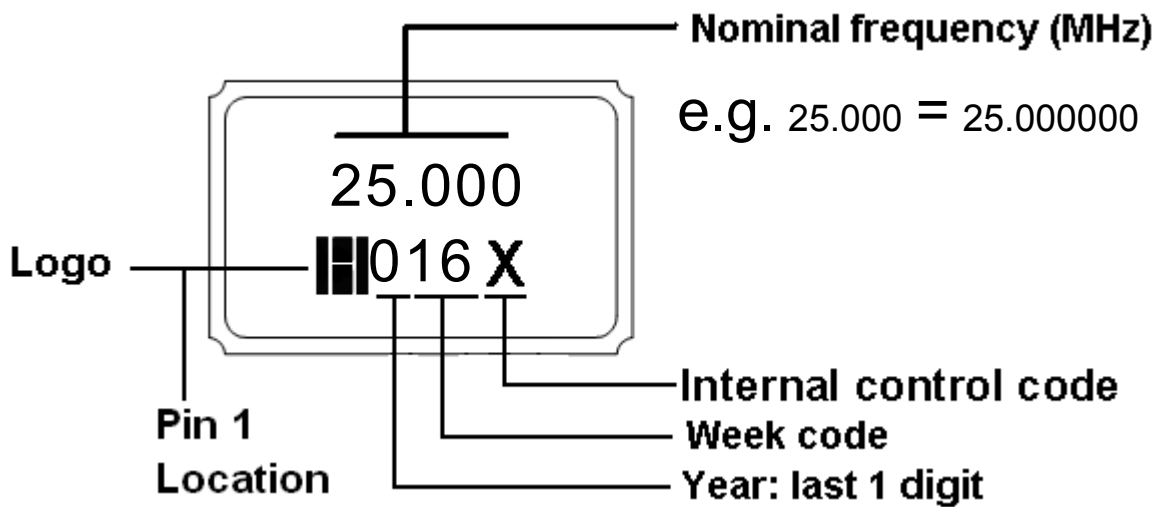 Nominal frequency (MHz)
e.g. 25.000 = 25.000000
25.000
Logo
016 X
Internal control code
Pin 1
Location
Week code
Year: last 1 digit